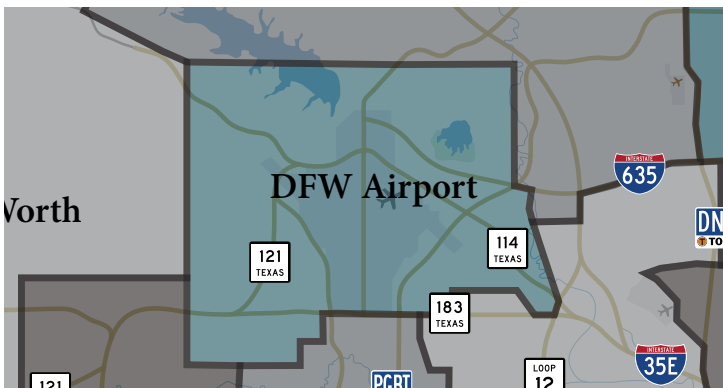 DFW Airport
Worth
INTERSTATE
635
DN
TO
121
TEXAS
114
TEXAS
183
TEXAS
INTERSTATE
35E
121
PGBT
LOOP
12